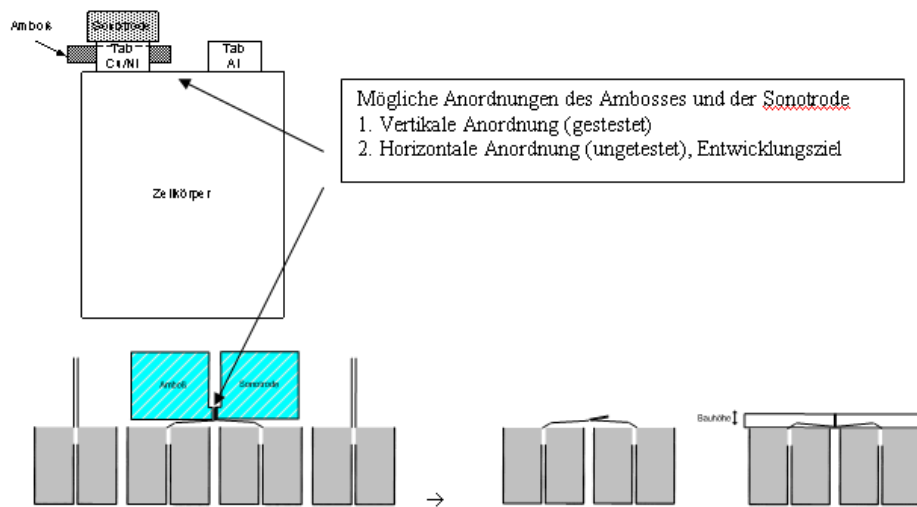 Amboß
Sonotrode
Tab
Cu/Ni
Tab
Al
Mögliche Anordnungen des Ambosses und der Sonotrode
1. Vertikale Anordnung (gestestet)
2. Horizontale Anordnung (ungetestet), Entwicklungsziel
Zellkörper
Amboß
Sonotrode
Bauhöhe